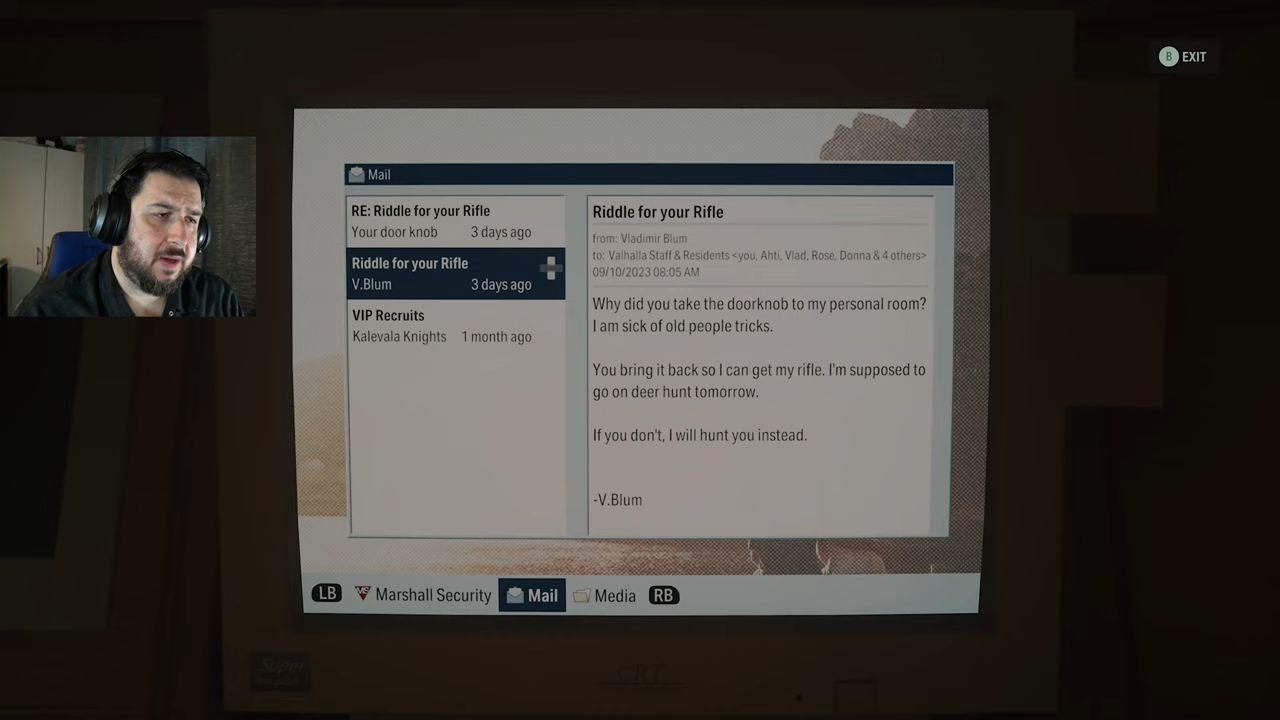 B EXIT
Mail
RE: Riddle for your Rifle
Your door knob 3 days ago
Riddle for your Rifle
V.Blum 3 days ago
VIP Recruits
Kalevala Knights 1 month ago
Riddle for your Rifle
from: Vladimir Blum
to: Valhalla Staff & Residents <you, Ahti, Vlad, Rose, Donna & 4 others>
09/10/2023 08:05 AM
Why did you take the doorknob to my personal room?
I am sick of old people tricks.
You bring it back so I can get my rifle. I'm supposed to
go on deer hunt tomorrow.
If you don't, I will hunt you instead.
-V.Blum
LB MS Marshall Security Mail Media RB
Super
CRT